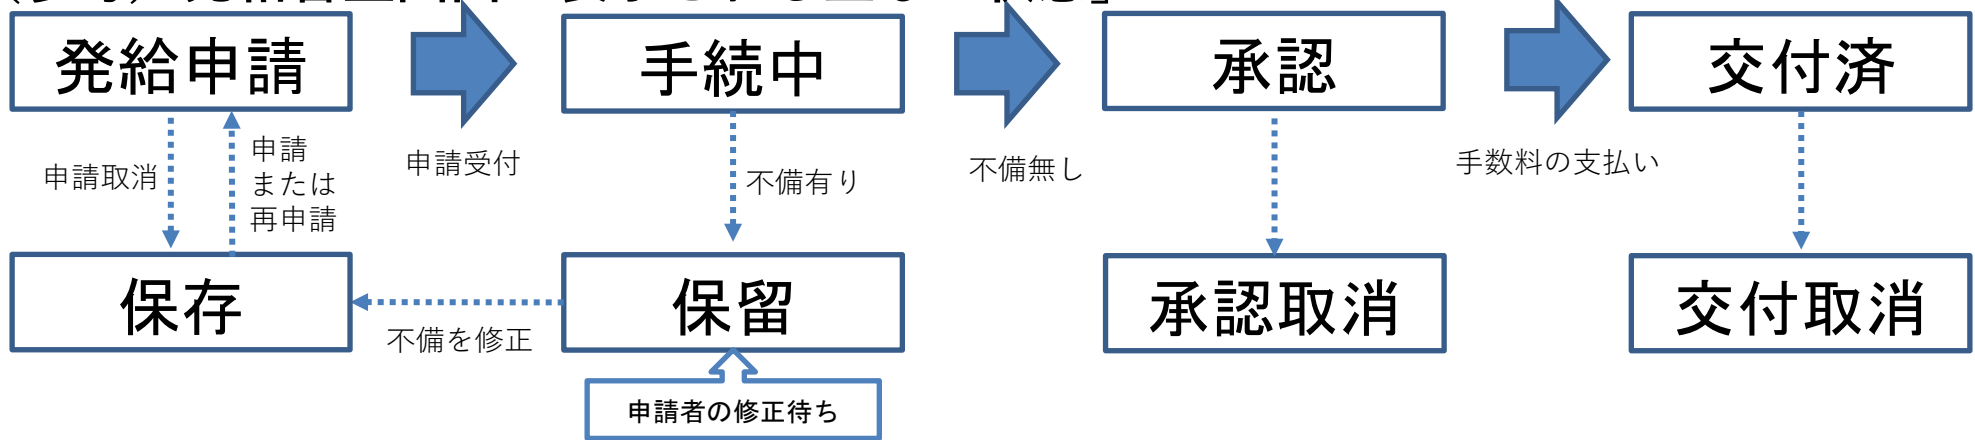 発給申請
手続中
承認
交付済
申請取消
申請
または
再申請
申請受付
不備有り
不備無し
手数料の支払い
保存
不備を修正
保留
承認取消
交付取消
申請者の修正待ち